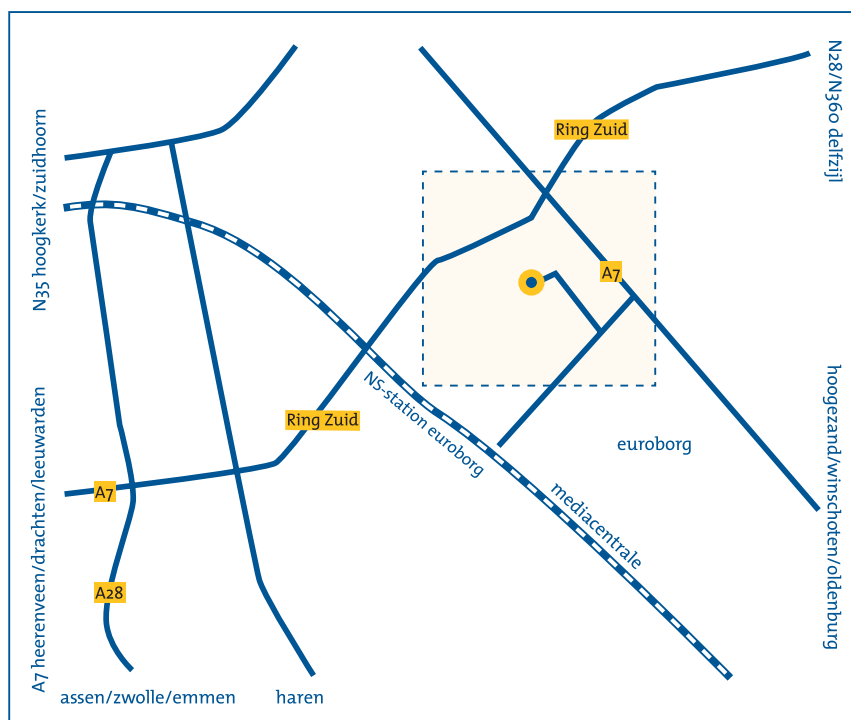 N35 hoogkerk/zuidhoorn
N28/N360 delfzijl
Ring Zuid
A7
NS-station euroborg
Ring Zuid
euroborg
mediacentrale
A7
A28
A7 heerenveen/drachten/leeuwarden
hoogezand/winschoten/oldenburg
assen/zwolle/emmen
haren